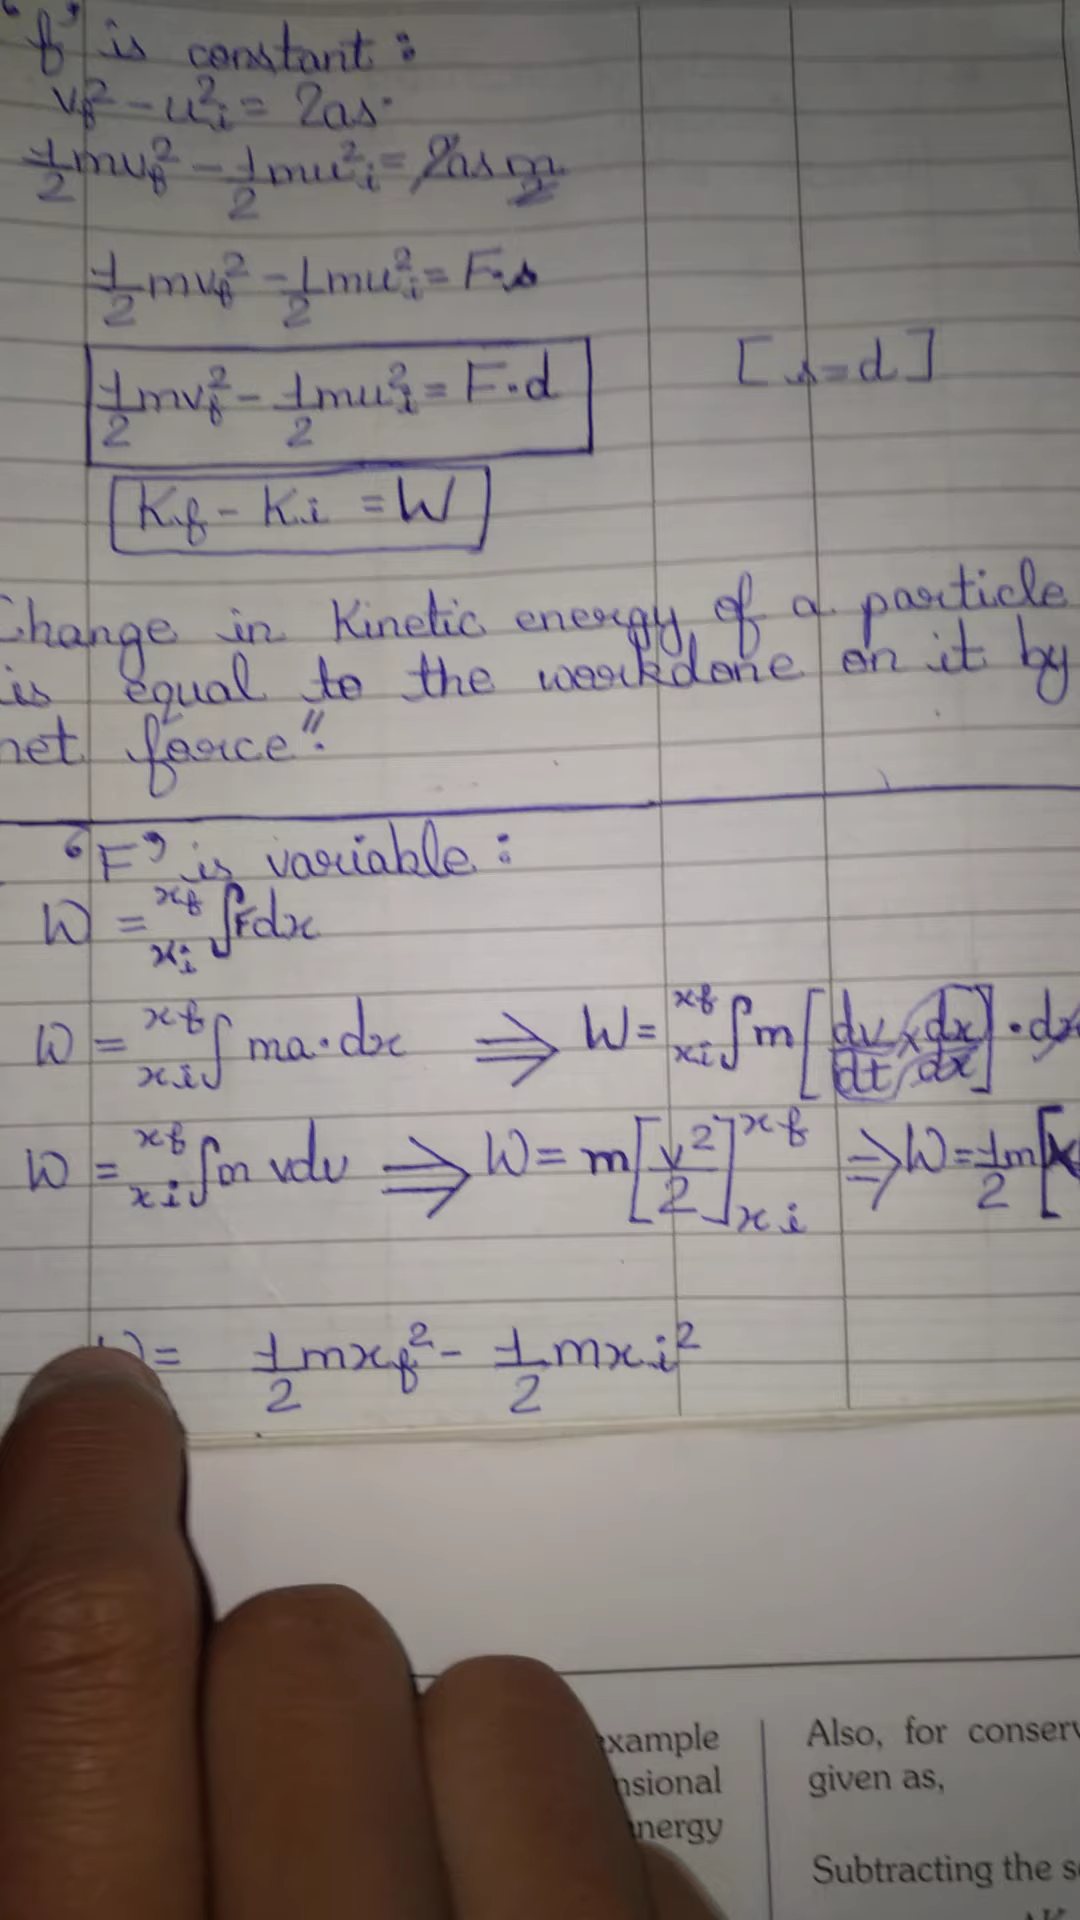 'f' is constant :
vf² - ui² = 2as
1/2 mvf² - 1/2 mui² = 2as m/2
1/2 mvf² - 1/2 mui² = F.s
1/2 mvf² - 1/2 mui² = F.d [s=d]
Kf - Ki = W
Change in Kinetic energy of a particle
is equal to the workdone on it by
net force".
'F' is variable :
W = xf xi ∫Fdx
W = xf xi ∫ ma.dx ⇒ W = xf xi ∫m [dv/dt × dx/dx] . dx
W = xf xi ∫m vdv ⇒ W = m[v²/2] xf xi ⇒ W = 1/2 m[
W = 1/2 mxf² - 1/2 mxi²
example
nsional
nergy
Also, for conserv
given as,
Subtracting the s